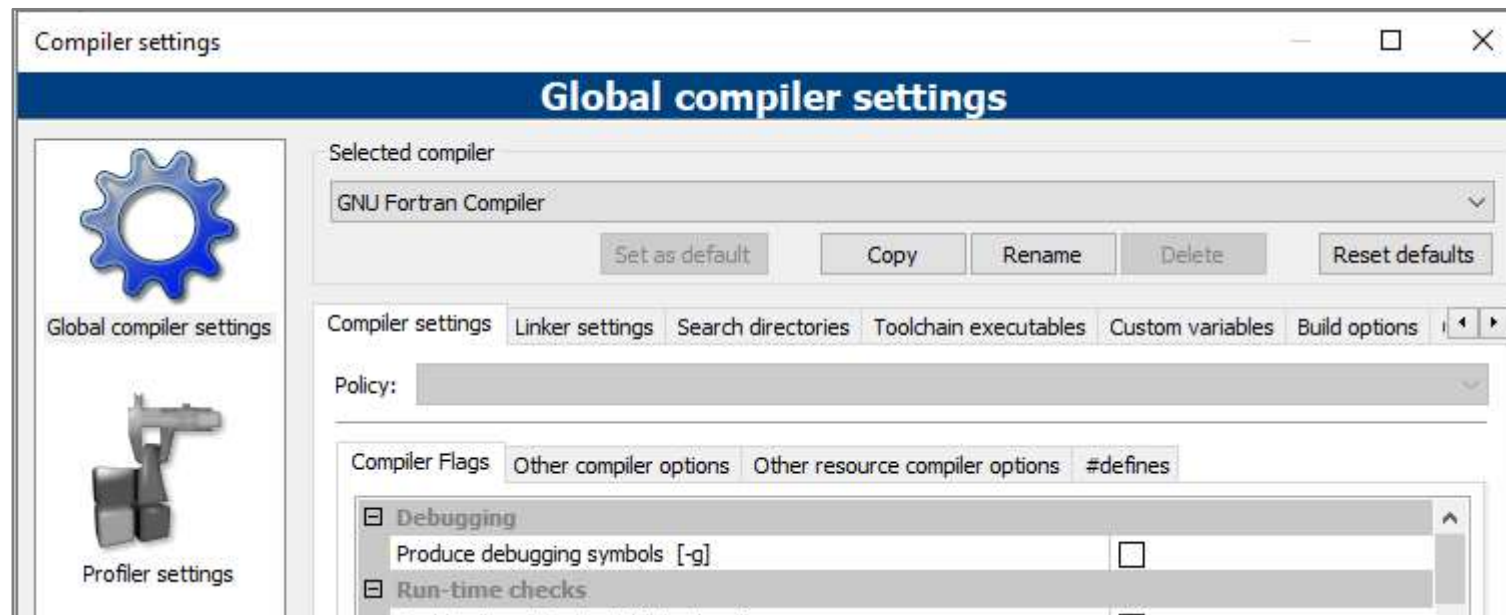 Compiler settings
Global compiler settings
Selected compiler
GNU Fortran Compiler
Set as default Copy Rename Delete Reset defaults
Global compiler settings
Compiler settings Linker settings Search directories Toolchain executables Custom variables Build options
Policy:
Compiler Flags Other compiler options Other resource compiler options #defines
Debugging
Produce debugging symbols [-g]
Profiler settings
Run-time checks